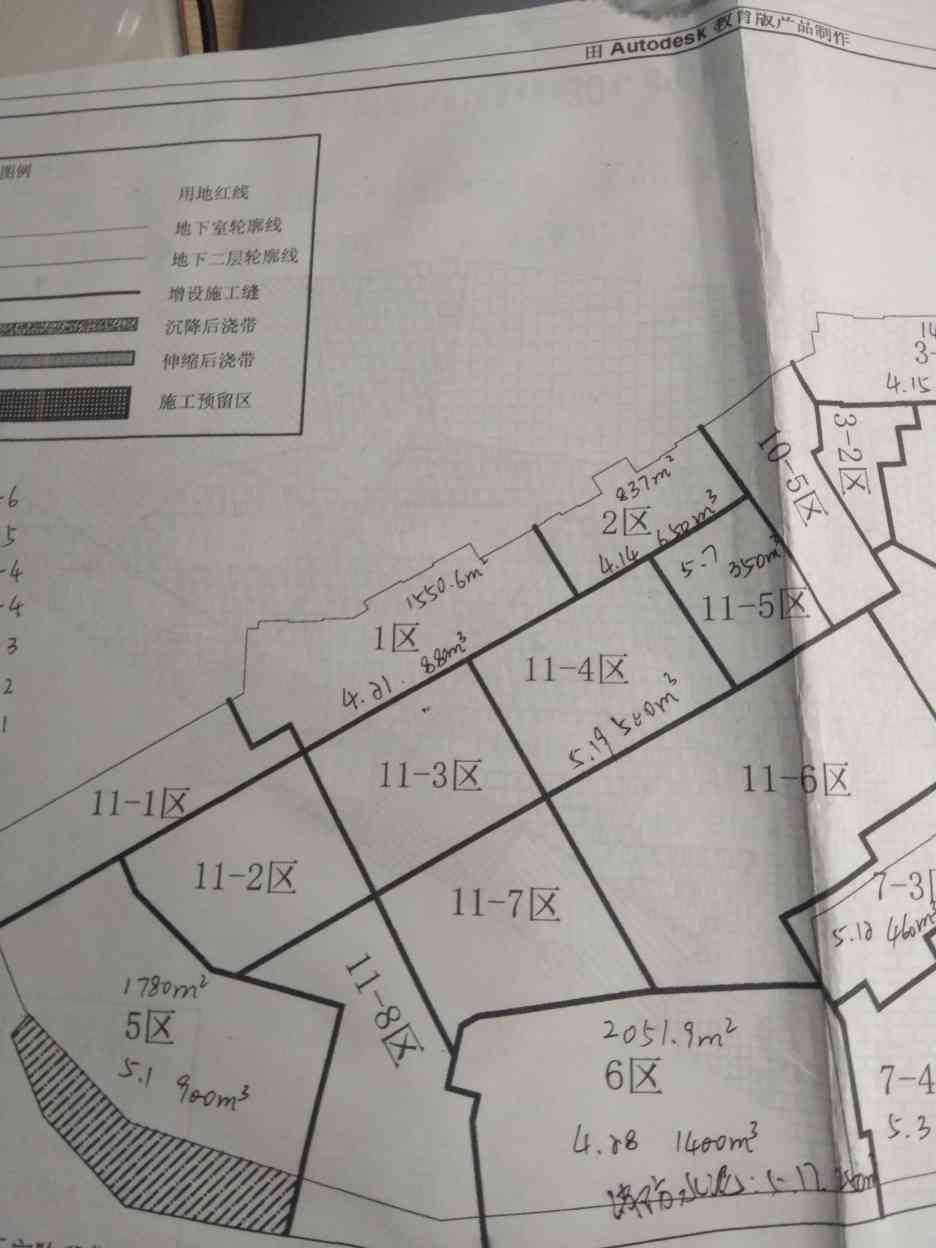 田 Autodesk 教育版产品制作
图例
用地红线
地下室轮廓线
地下二层轮廓线
增设施工缝
沉降后浇带
伸缩后浇带
施工预留区
-6
5
-4
-4
3
2
1
14
3-
4.15
3-2区
10-5区
837m²
2区
4.14 650m³
5.7 350m³
11-5区
1550.6m²
1区
4.21. 880m³
11-4区
5.19 500m³
11-3区
11-6区
11-1区
11-2区
11-7区
7-3区
5.12 460m³
11-8区
1780m²
5区
5.1 900m³
2051.9m²
6区
4.28 1400m³
5.17.
7-4
5.3